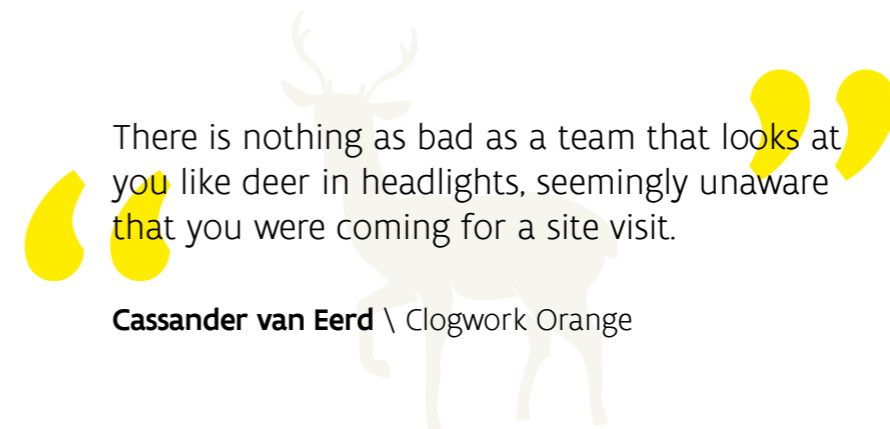 There is nothing as bad as a team that looks at
you like deer in headlights, seemingly unaware
that you were coming for a site visit.
Cassander van Eerd \ Clogwork Orange